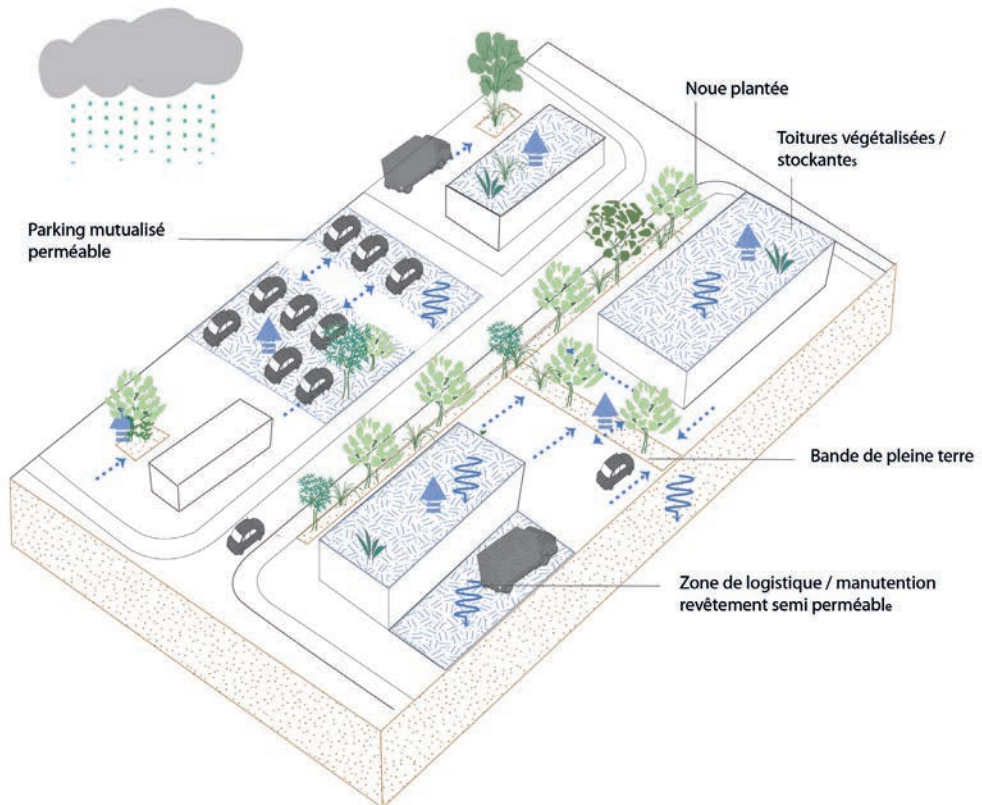 Noue plantée
Toitures végétalisées /
stockantes
Parking mutualisé
perméable
Bande de pleine terre
Zone de logistique / manutention
revêtement semi perméable